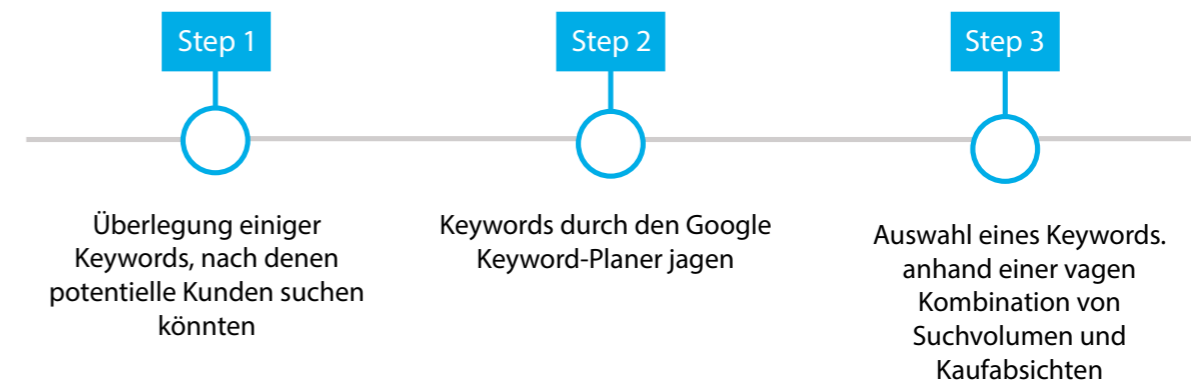 Step 1
Step 2
Step 3
Überlegung einiger
Keywords, nach denen
potentielle Kunden suchen
könnten
Keywords durch den Google
Keyword-Planer jagen
Auswahl eines Keywords.
anhand einer vagen
Kombination von
Suchvolumen und
Kaufabsichten